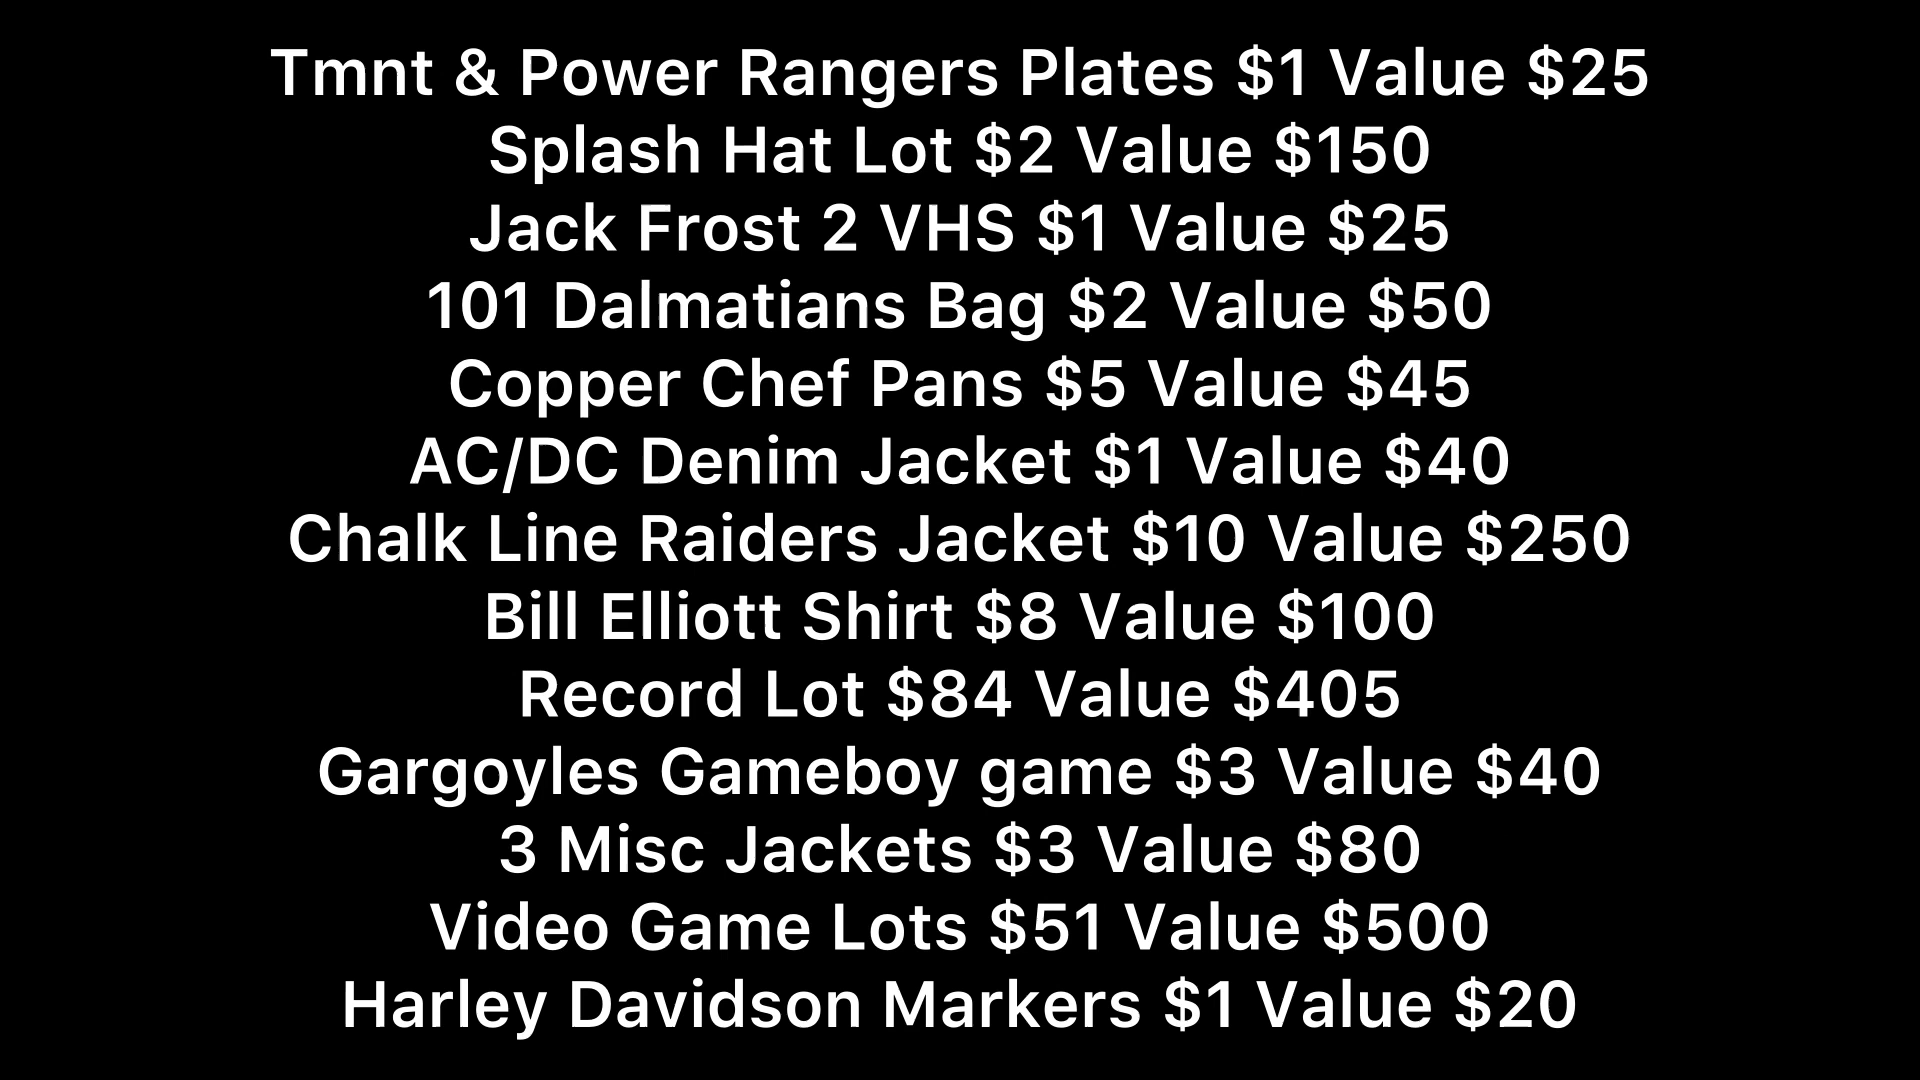 Tmnt & Power Rangers Plates $1 Value $25
Splash Hat Lot $2 Value $150
Jack Frost 2 VHS $1 Value $25
101 Dalmatians Bag $2 Value $50
Copper Chef Pans $5 Value $45
AC/DC Denim Jacket $1 Value $40
Chalk Line Raiders Jacket $10 Value $250
Bill Elliott Shirt $8 Value $100
Record Lot $84 Value $405
Gargoyles Gameboy game $3 Value $40
3 Misc Jackets $3 Value $80
Video Game Lots $51 Value $500
Harley Davidson Markers $1 Value $20